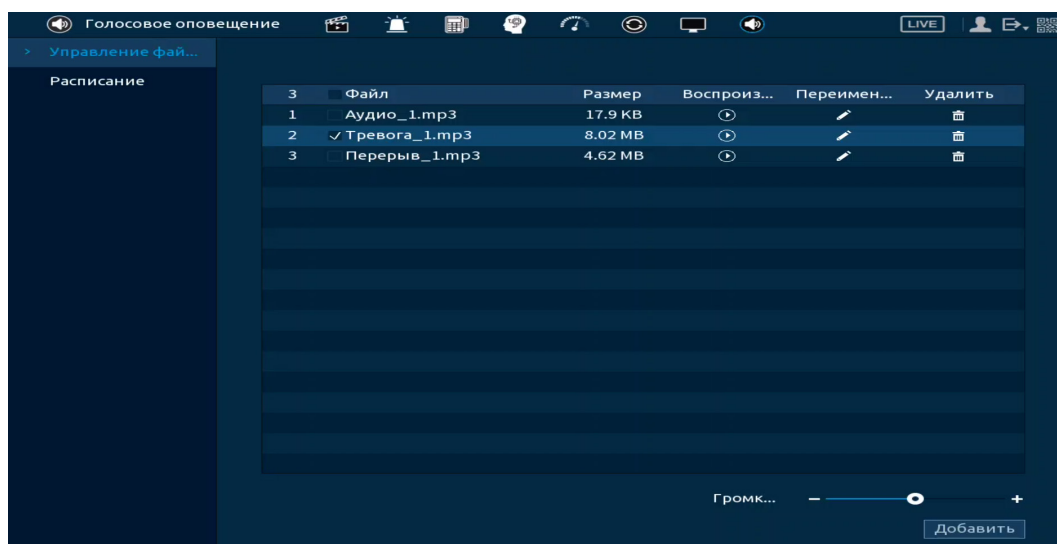 Голосовое оповещение LIVE
> Управление фай...
Расписание
3 Файл Размер Воспроиз... Переимен... Удалить
1 Аудио_1.mp3 17.9 KB
2 Тревога_1.mp3 8.02 MB
3 Перерыв_1.mp3 4.62 MB
Громк... − +
Добавить